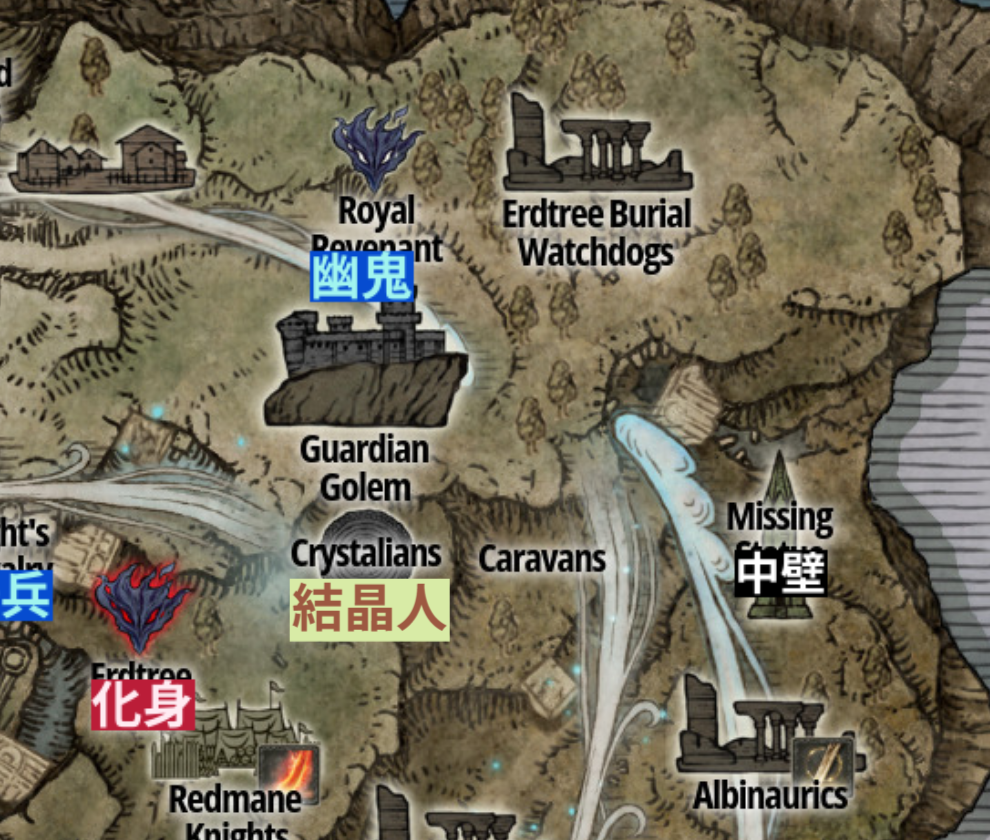 d
Royal
Revenant
幽鬼
Erdtree Burial
Watchdogs
Guardian
Golem
Crystalians
結晶人
Caravans
Missing
中壁
ht's
兵
Erdtree
化身
Redmane
Knights
Albinaurics